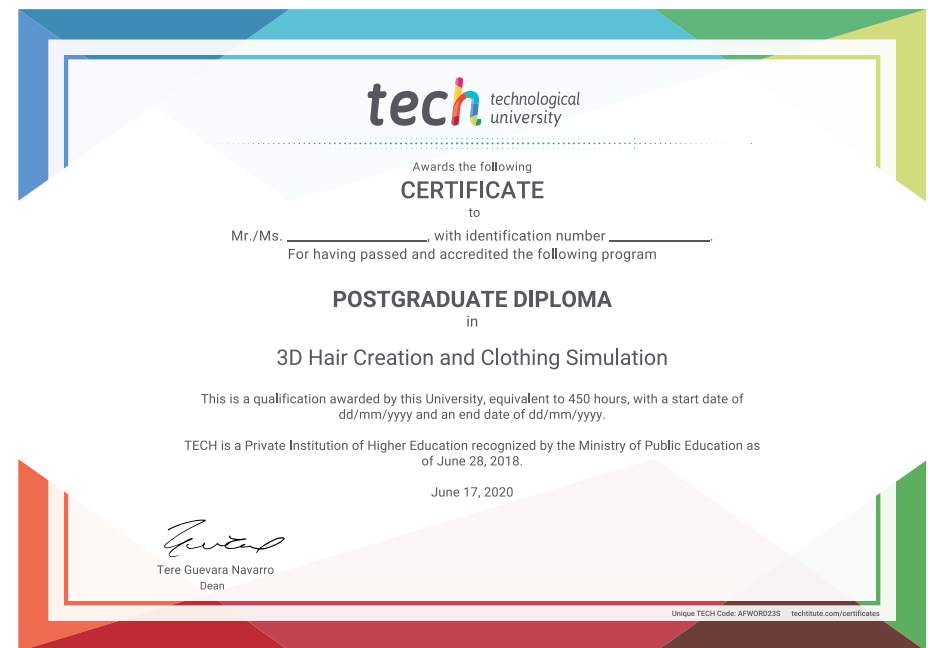 tech technological
university
Awards the following
CERTIFICATE
to
Mr./Ms. ____________________, with identification number ______________.
For having passed and accredited the following program
POSTGRADUATE DIPLOMA
in
3D Hair Creation and Clothing Simulation
This is a qualification awarded by this University, equivalent to 450 hours, with a start date of
dd/mm/yyyy and an end date of dd/mm/yyyy.
TECH is a Private Institution of Higher Education recognized by the Ministry of Public Education as
of June 28, 2018.
June 17, 2020
Tere Guevara Navarro
Dean
Unique TECH Code: AFWORD23S techtitute.com/certificates